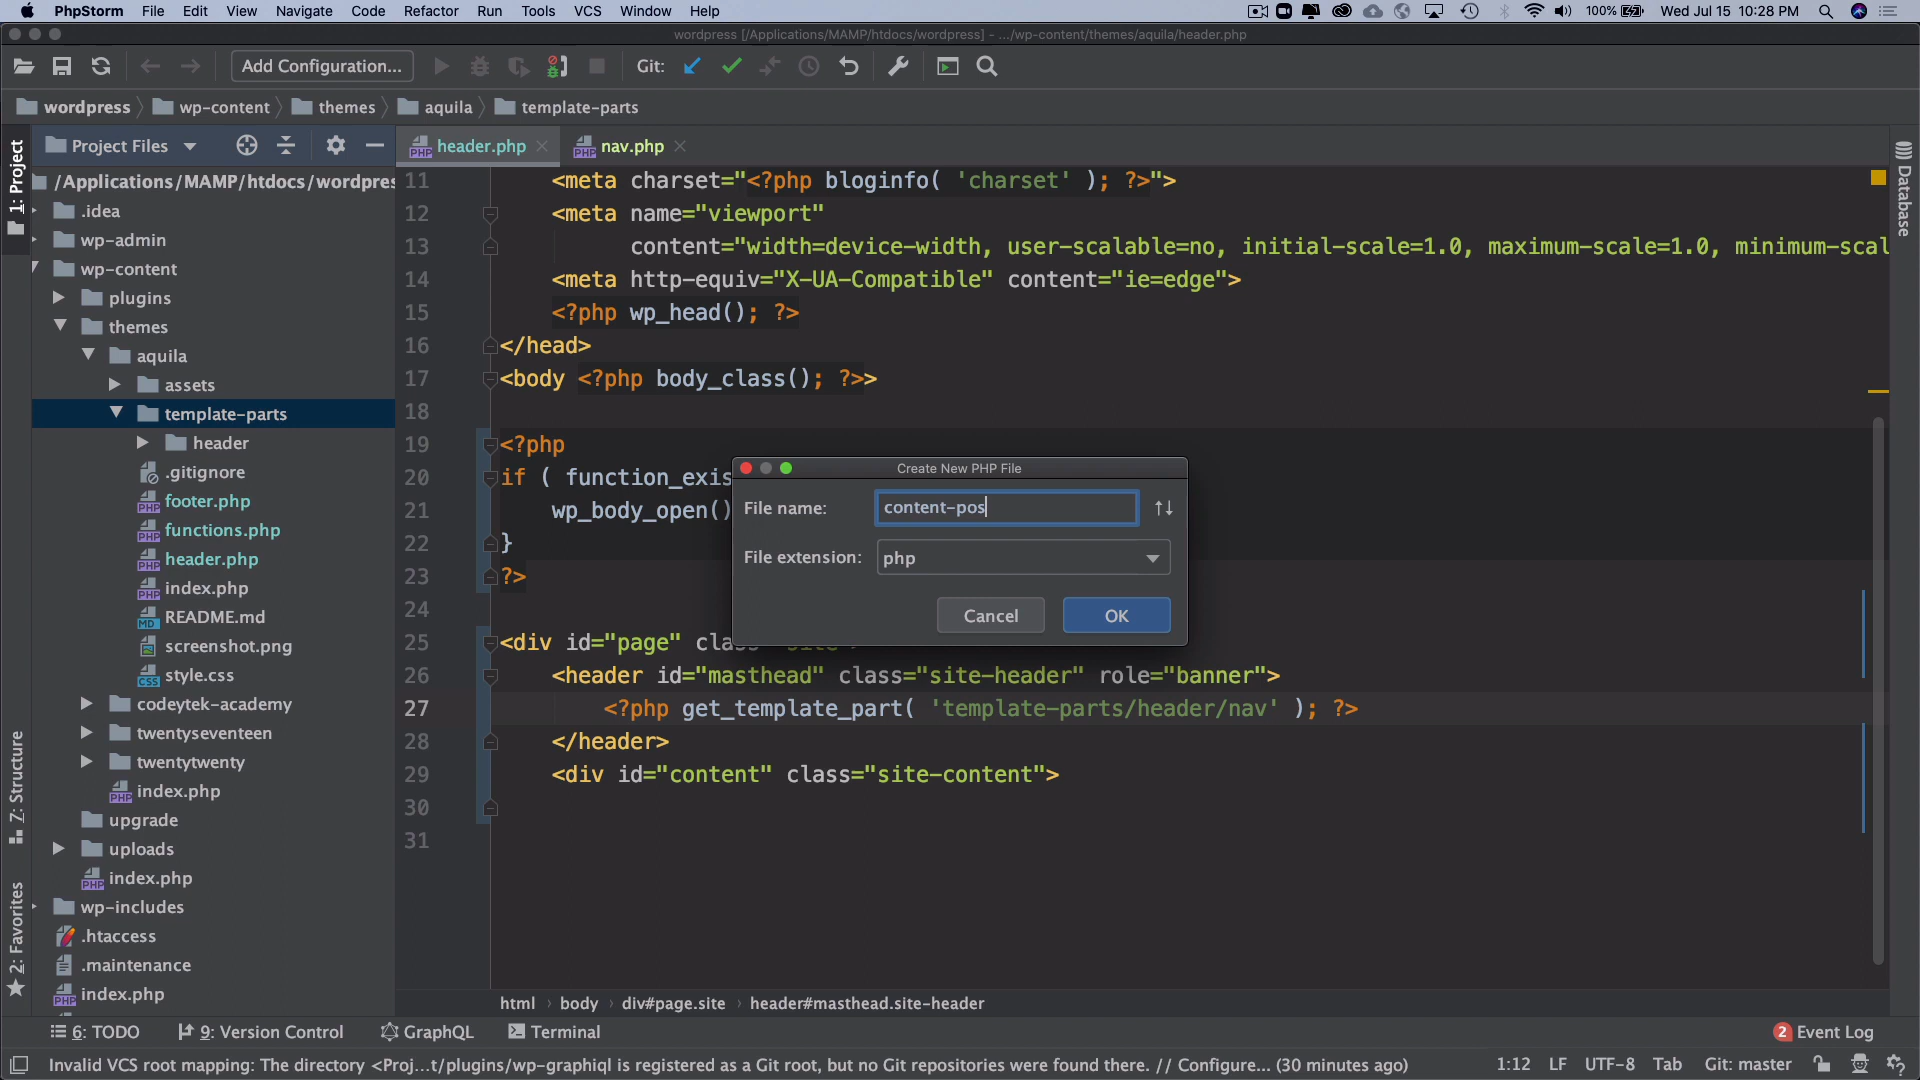 PhpStorm File Edit View Navigate Code Refactor Run Tools VCS Window Help 100% Wed Jul 15 10:28 PM
wordpress [/Applications/MAMP/htdocs/wordpress] - .../wp-content/themes/aquila/header.php
Add Configuration... Git:
wordpress wp-content themes aquila template-parts
1: Project
Project Files
header.php nav.php
/Applications/MAMP/htdocs/wordpres
.idea
wp-admin
wp-content
plugins
themes
aquila
assets
template-parts
header
.gitignore
footer.php
functions.php
header.php
index.php
README.md
screenshot.png
style.css
codeytek-academy
twentyseventeen
twentytwenty
index.php
upgrade
uploads
index.php
wp-includes
.htaccess
.maintenance
index.php
Z: Structure
2: Favorites
Database
11 <meta charset="<?php bloginfo( 'charset' ); ?>">
12 <meta name="viewport"
13 content="width=device-width, user-scalable=no, initial-scale=1.0, maximum-scale=1.0, minimum-scal
14 <meta http-equiv="X-UA-Compatible" content="ie=edge">
15 <?php wp_head(); ?>
16 </head>
17 <body <?php body_class(); ?>>
18
19 <?php
20 if ( function_exis
21 wp_body_open()
22 }
23 ?>
24
25 <div id="page"
26 <header id="masthead" class="site-header" role="banner">
27 <?php get_template_part( 'template-parts/header/nav' ); ?>
28 </header>
29 <div id="content" class="site-content">
30
31
Create New PHP File
File name: content-pos
File extension: php
Cancel OK
html › body › div#page.site › header#masthead.site-header
6: TODO 9: Version Control GraphQL Terminal 2 Event Log
Invalid VCS root mapping: The directory <Proj...t/plugins/wp-graphiql is registered as a Git root, but no Git repositories were found there. // Configure... (30 minutes ago) 1:12 LF UTF-8 Tab Git: master